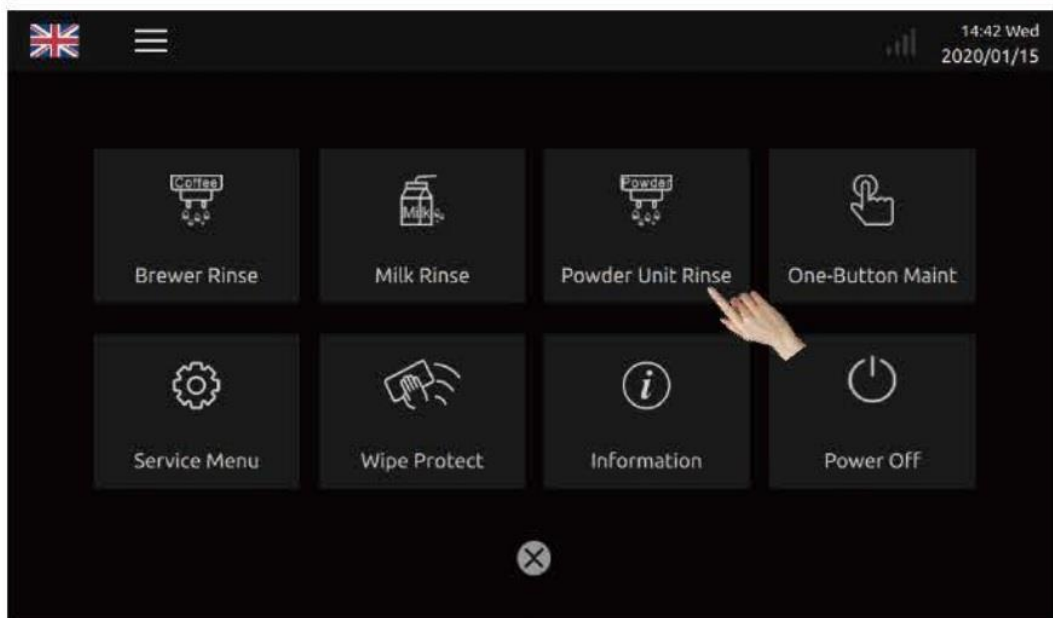 14:42 Wed
2020/01/15
Coffee
Milk
Powder
Brewer Rinse
Milk Rinse
Powder Unit Rinse
One-Button Maint
Service Menu
Wipe Protect
Information
Power Off